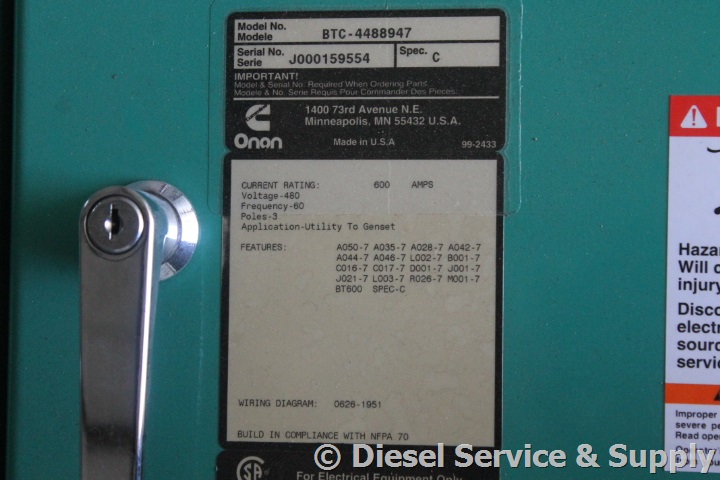 Model No.
Modele
BTC-4488947
Serial No.
Serie
J000159554
Spec.
C
IMPORTANT!
Model & Serial No. Required When Ordering Parts
Modele & No. Serie Requis Pour Commander Des Pieces.
1400 73rd Avenue N.E.
Minneapolis, MN 55432 U.S.A.
Onan
Made in U.S.A
99-2433
CURRENT RATING: 600 AMPS
Voltage-480
Frequency-60
Poles-3
Application-Utility To Genset
FEATURES: A050-7 A035-7 A028-7 A042-7
A044-7 A046-7 L002-7 B001-7
C016-7 C017-7 D001-7 J001-7
J021-7 L003-7 R026-7 M001-7
BT600 SPEC-C
WIRING DIAGRAM: 0626-1951
BUILD IN COMPLIANCE WITH NFPA 70
For Electrical Equipment Only
Will
injury
electr
Improper
severe pe
Read oper
© Diesel Service & Supply